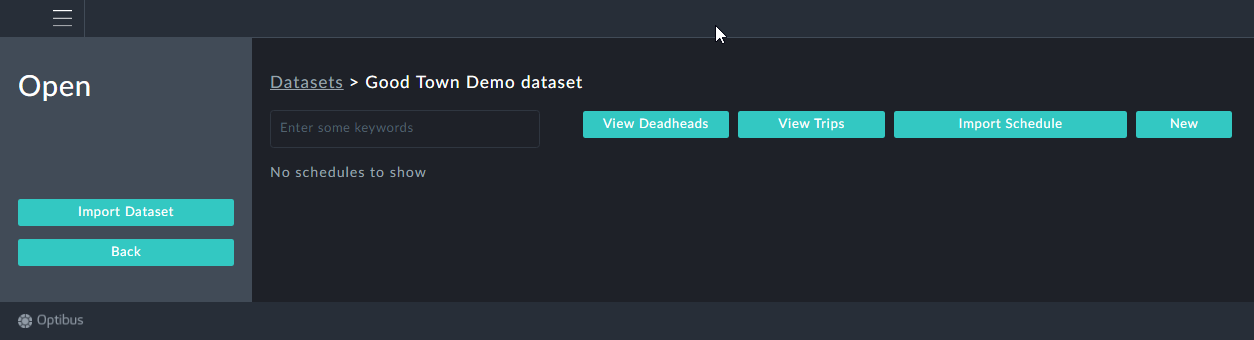 Open
Datasets > Good Town Demo dataset
Enter some keywords
View Deadheads
View Trips
Import Schedule
New
No schedules to show
Import Dataset
Back
Optibus